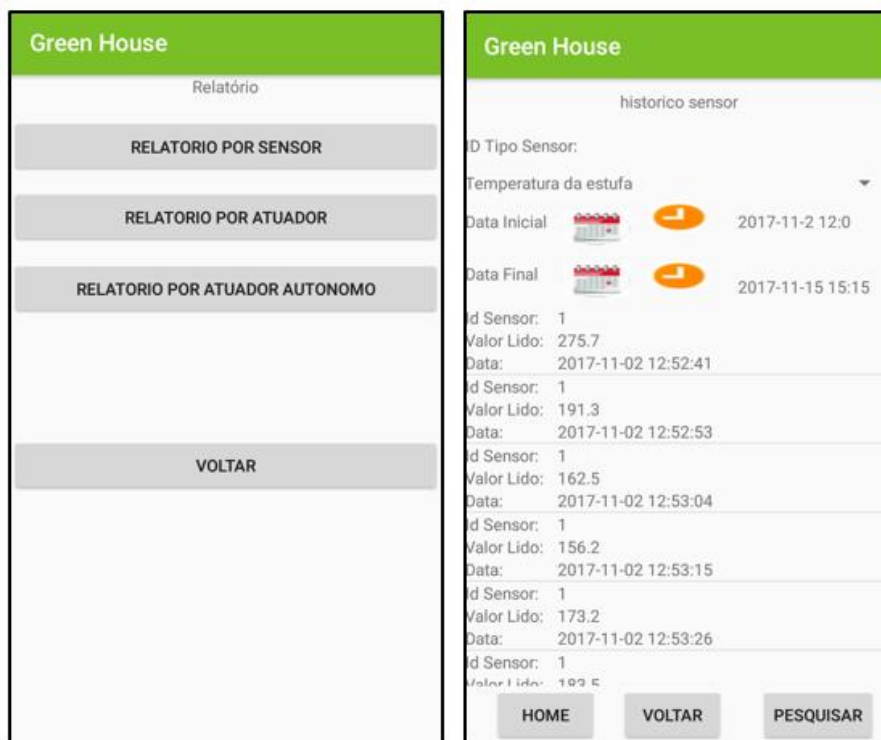 Green House
Relatório
RELATORIO POR SENSOR
RELATORIO POR ATUADOR
RELATORIO POR ATUADOR AUTONOMO
VOLTAR
Green House
historico sensor
ID Tipo Sensor:
Temperatura da estufa
Data Inicial 2017-11-2 12:0
Data Final 2017-11-15 15:15
Id Sensor: 1
Valor Lido: 275.7
Data: 2017-11-02 12:52:41
Id Sensor: 1
Valor Lido: 191.3
Data: 2017-11-02 12:52:53
Id Sensor: 1
Valor Lido: 162.5
Data: 2017-11-02 12:53:04
Id Sensor: 1
Valor Lido: 156.2
Data: 2017-11-02 12:53:15
Id Sensor: 1
Valor Lido: 173.2
Data: 2017-11-02 12:53:26
Id Sensor: 1
Valor Lido: 183.5
HOME VOLTAR PESQUISAR